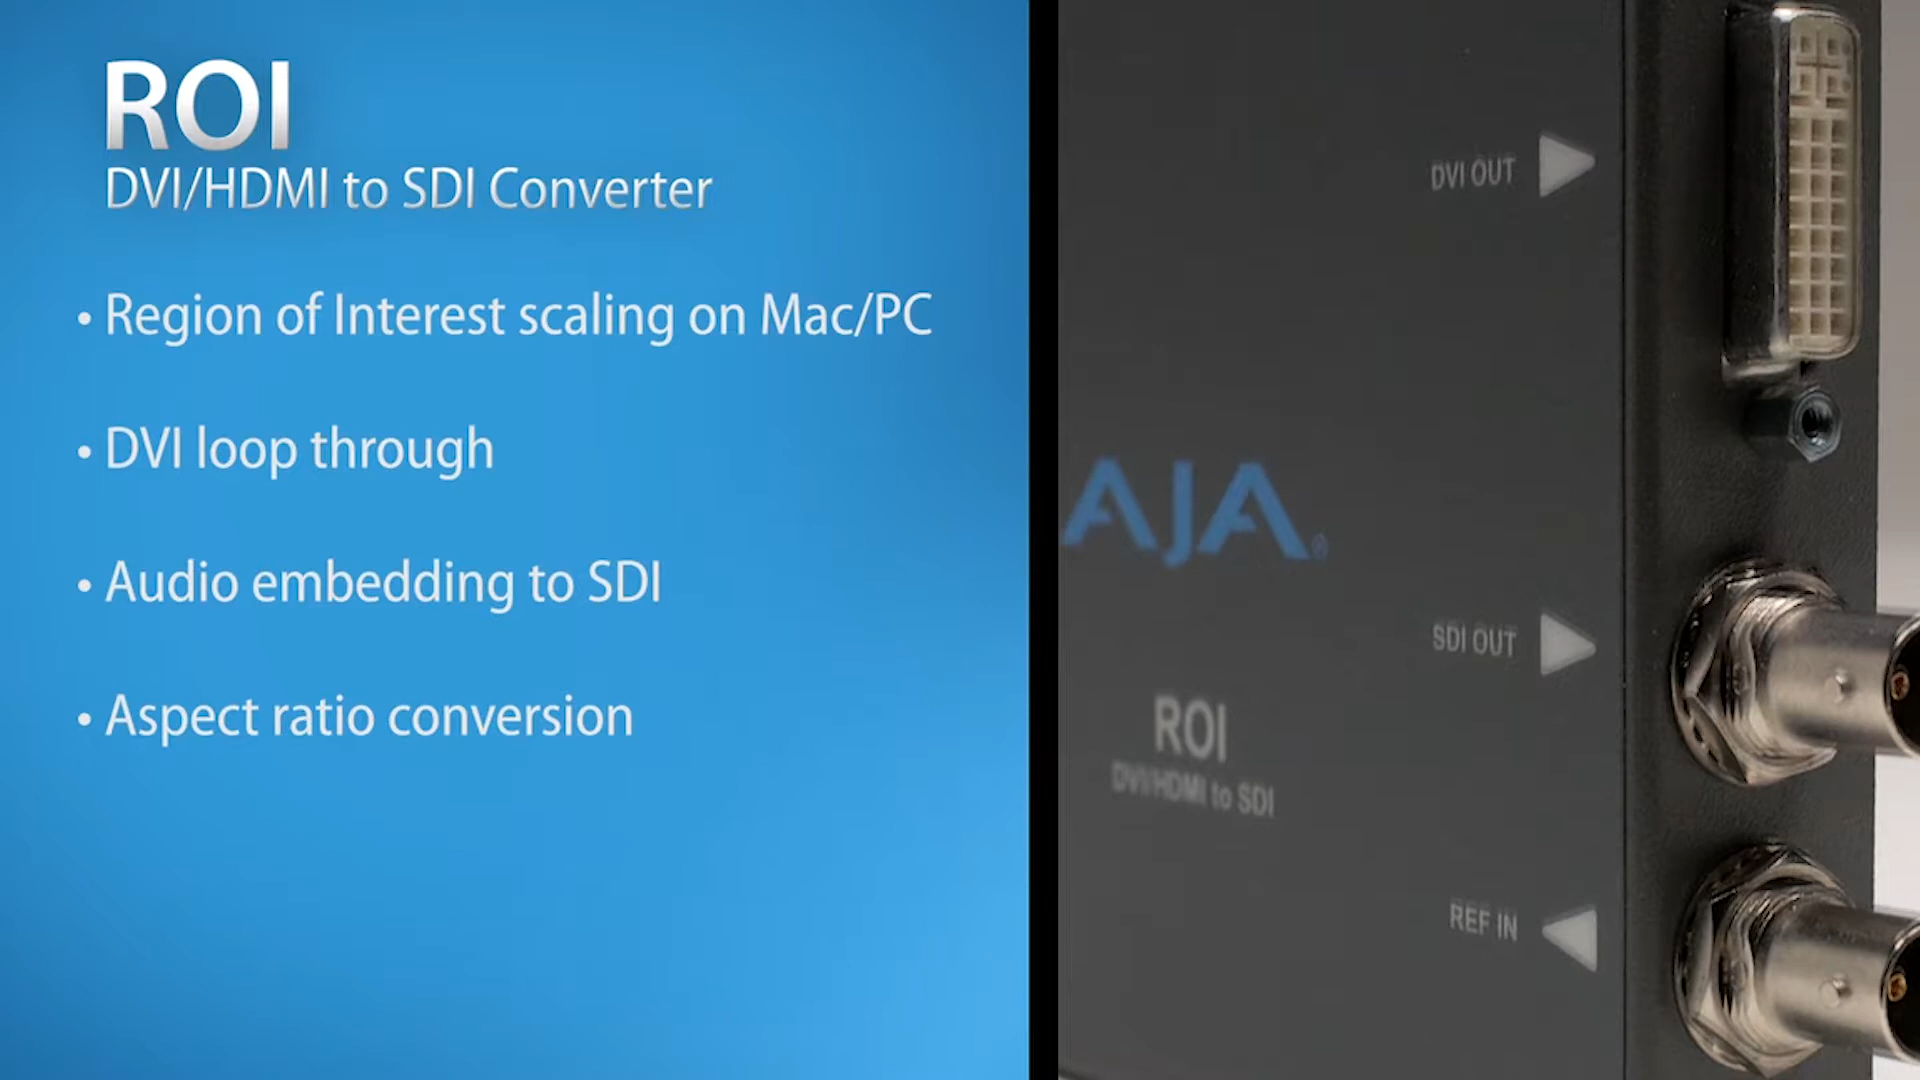 ROI
DVI/HDMI to SDI Converter
• Region of Interest scaling on Mac/PC
• DVI loop through
• Audio embedding to SDI
• Aspect ratio conversion
DVI OUT
AJA®
SDI OUT
ROI
DVI/HDMI to SDI
REF IN